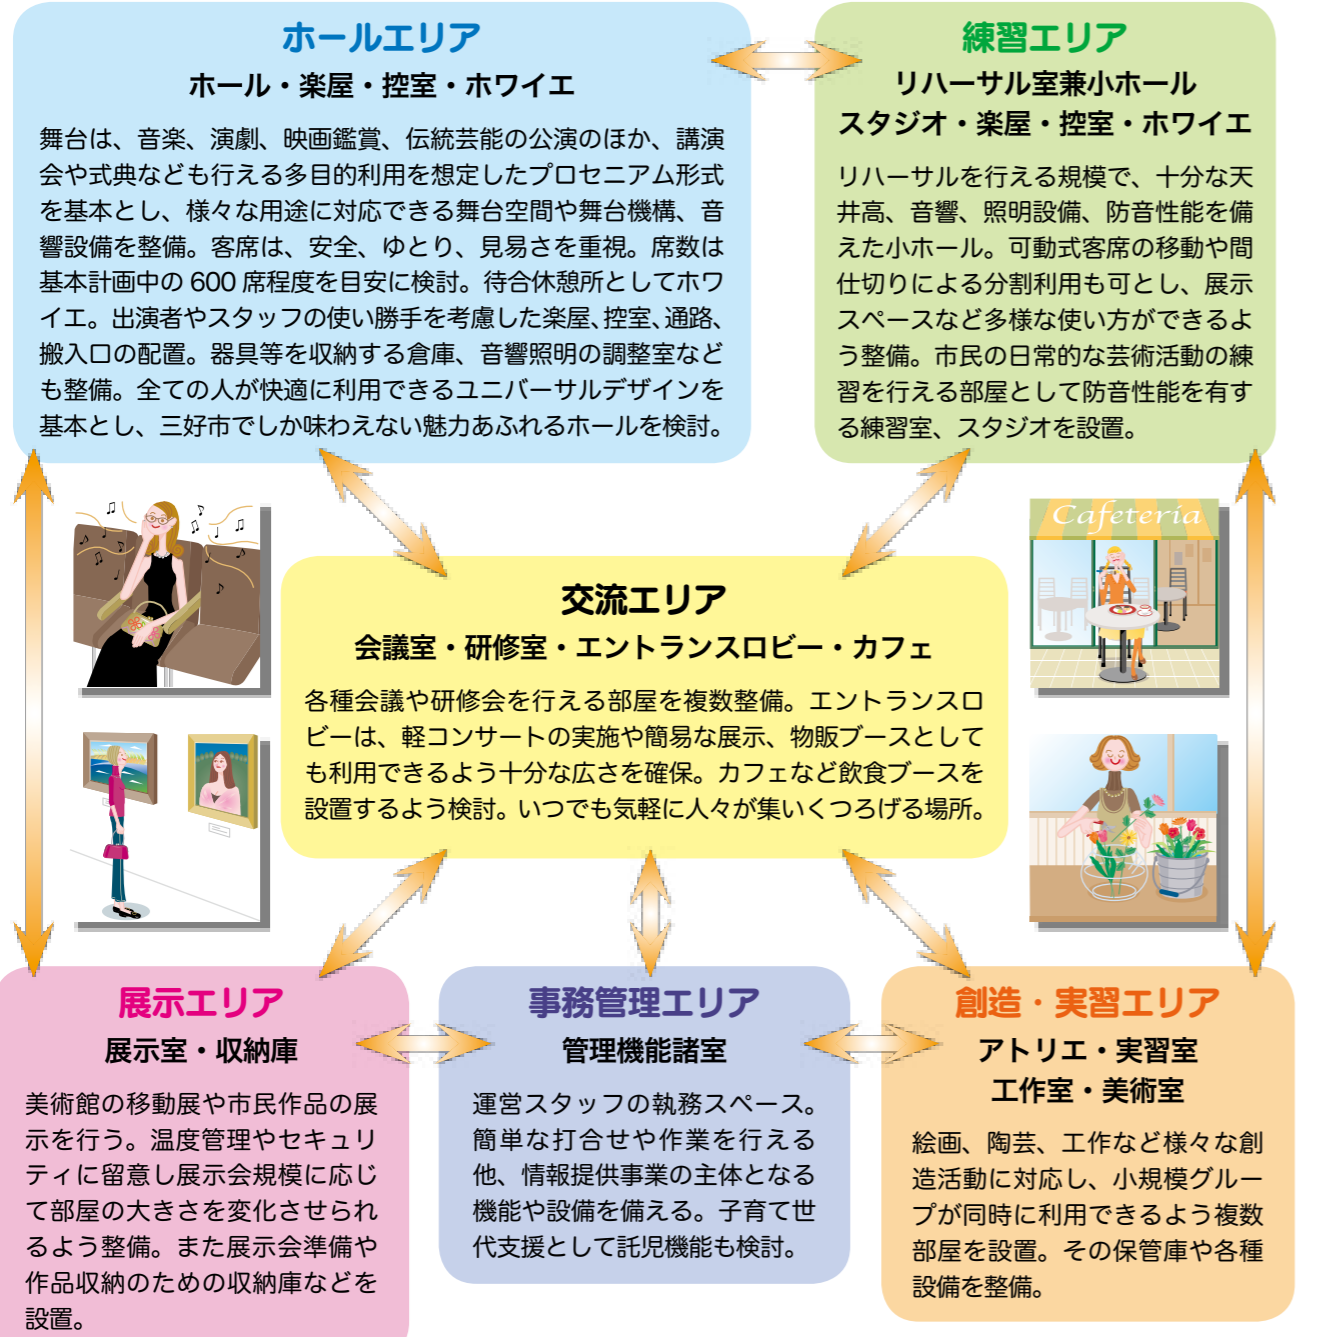 ホールエリア
ホール・楽屋・控室・ホワイエ
舞台は、音楽、演劇、映画鑑賞、伝統芸能の公演のほか、講演
会や式典なども行える多目的利用を想定したプロセニアム形式
を基本とし、様々な用途に対応できる舞台空間や舞台機構、音
響設備を整備。客席は、安全、ゆとり、見易さを重視。席数は
基本計画中の 600 席程度を目安に検討。待合休憩所としてホワ
イエ。出演者やスタッフの使い勝手を考慮した楽屋、控室、通路、
搬入口の配置。器具等を収納する倉庫、音響照明の調整室など
も整備。全ての人が快適に利用できるユニバーサルデザインを
基本とし、三好市でしか味わえない魅力あふれるホールを検討。
練習エリア
リハーサル室兼小ホール
スタジオ・楽屋・控室・ホワイエ
リハーサルを行える規模で、十分な天
井高、音響、照明設備、防音性能を備
えた小ホール。可動式客席の移動や間
仕切りによる分割利用も可とし、展示
スペースなど多様な使い方ができるよ
う整備。市民の日常的な芸術活動の練
習を行える部屋として防音性能を有す
る練習室、スタジオを設置。
Cafeteria
交流エリア
会議室・研修室・エントランスロビー・カフェ
各種会議や研修会を行える部屋を複数整備。エントランスロ
ビーは、軽コンサートの実施や簡易な展示、物販ブースとして
も利用できるよう十分な広さを確保。カフェなど飲食ブースを
設置するよう検討。いつでも気軽に人々が集いくつろげる場所。
展示エリア
展示室・収納庫
美術館の移動展や市民作品の展
示を行う。温度管理やセキュリ
ティに留意し展示会規模に応じ
て部屋の大きさを変化させられ
るよう整備。また展示会準備や
作品収納のための収納庫などを
設置。
事務管理エリア
管理機能諸室
運営スタッフの執務スペース。
簡単な打合せや作業を行える
他、情報提供事業の主体となる
機能や設備を備える。子育て世
代支援として託児機能も検討。
創造・実習エリア
アトリエ・実習室
工作室・美術室
絵画、陶芸、工作など様々な創
造活動に対応し、小規模グルー
プが同時に利用できるよう複数
部屋を設置。その保管庫や各種
設備を整備。